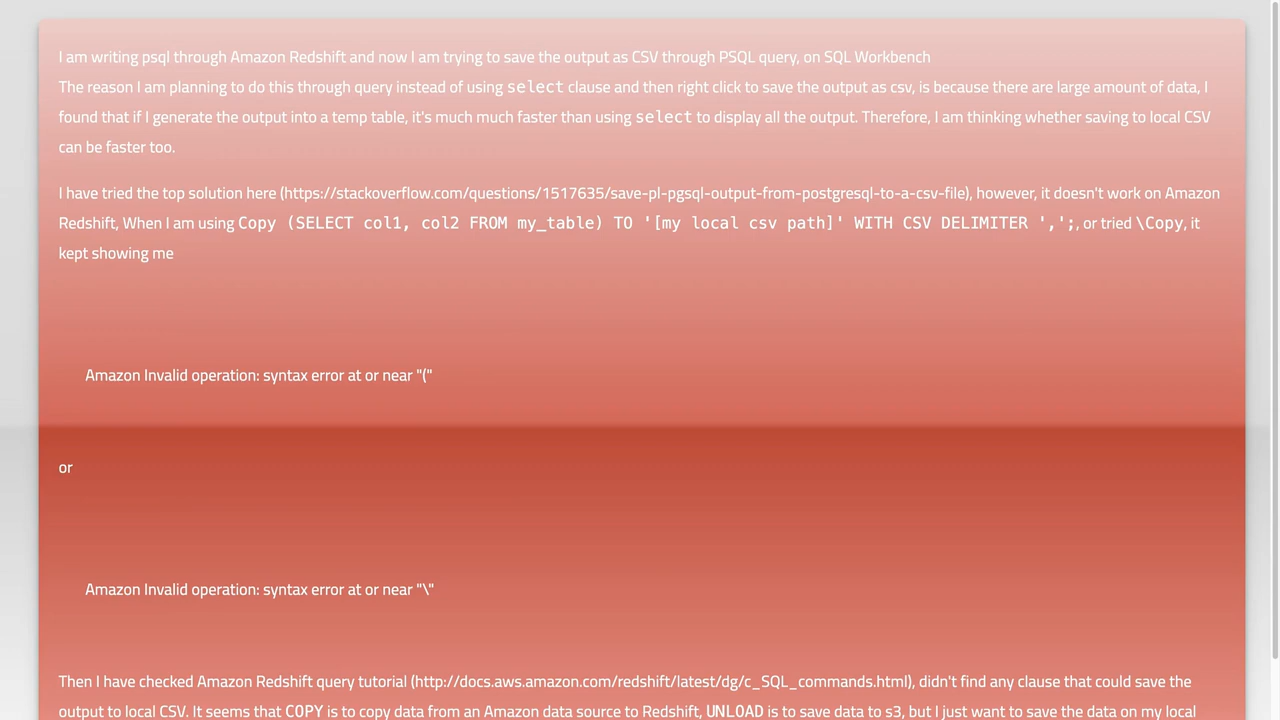 I am writing psql through Amazon Redshift and now I am trying to save the output as CSV through PSQL query, on SQL Workbench
The reason I am planning to do this through query instead of using select clause and then right click to save the output as csv, is because there are large amount of data, I
found that if I generate the output into a temp table, it's much much faster than using select to display all the output. Therefore, I am thinking whether saving to local CSV
can be faster too.
I have tried the top solution here (https://stackoverflow.com/questions/1517635/save-pl-pgsql-output-from-postgresql-to-a-csv-file), however, it doesn't work on Amazon
Redshift, When I am using Copy (SELECT col1, col2 FROM my_table) TO '[my local csv path]' WITH CSV DELIMITER ',';, or tried \Copy, it
kept showing me
Amazon Invalid operation: syntax error at or near "("
or
Amazon Invalid operation: syntax error at or near "\"
Then I have checked Amazon Redshift query tutorial (http://docs.aws.amazon.com/redshift/latest/dg/c_SQL_commands.html), didn't find any clause that could save the
output to local CSV. It seems that COPY is to copy data from an Amazon data source to Redshift, UNLOAD is to save data to s3, but I just want to save the data on my local